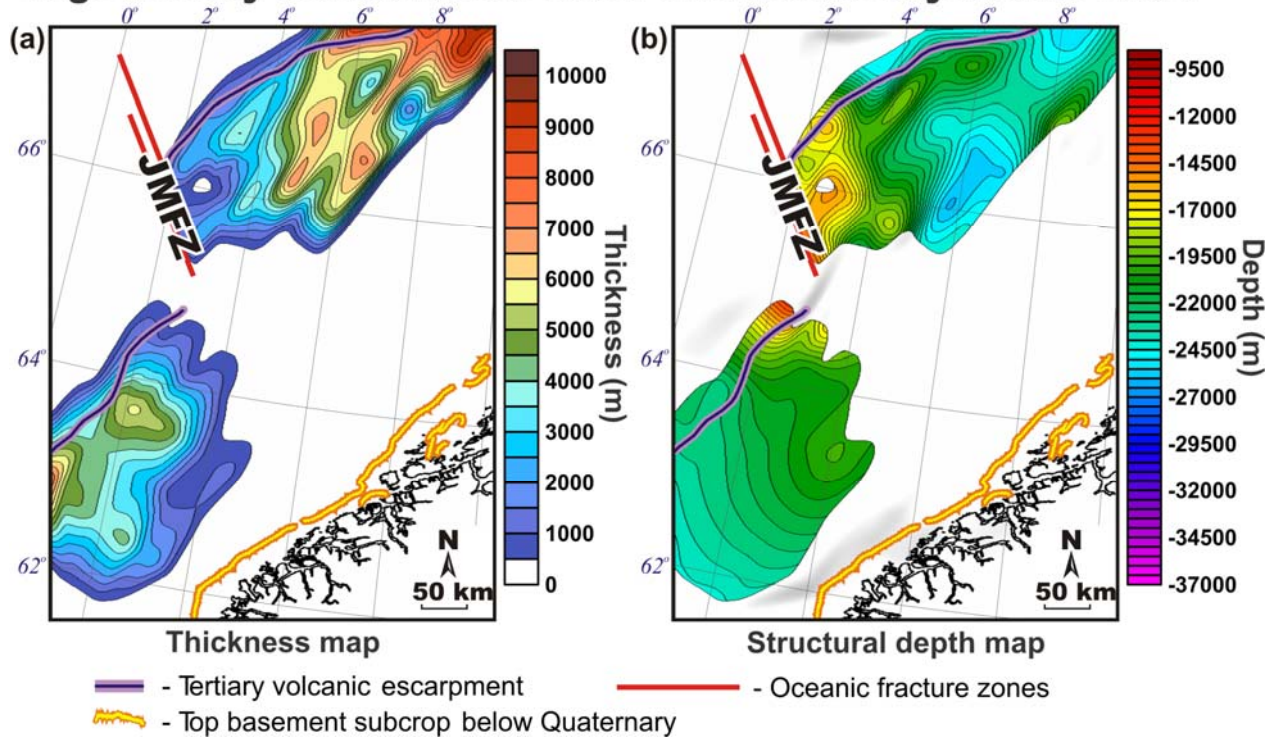 0° 2° 4° 6° 8°
(a)
66°
64°
62°
JMFZ
N
50 km
10000
9000
8000
7000
6000
5000
4000
3000
2000
1000
0
Thickness (m)
Thickness map
0° 2° 4° 6° 8°
(b)
66°
64°
62°
JMFZ
N
50 km
-9500
-12000
-14500
-17000
-19500
-22000
-24500
-27000
-29500
-32000
-34500
-37000
Depth (m)
Structural depth map
- Tertiary volcanic escarpment
- Oceanic fracture zones
- Top basement subcrop below Quaternary